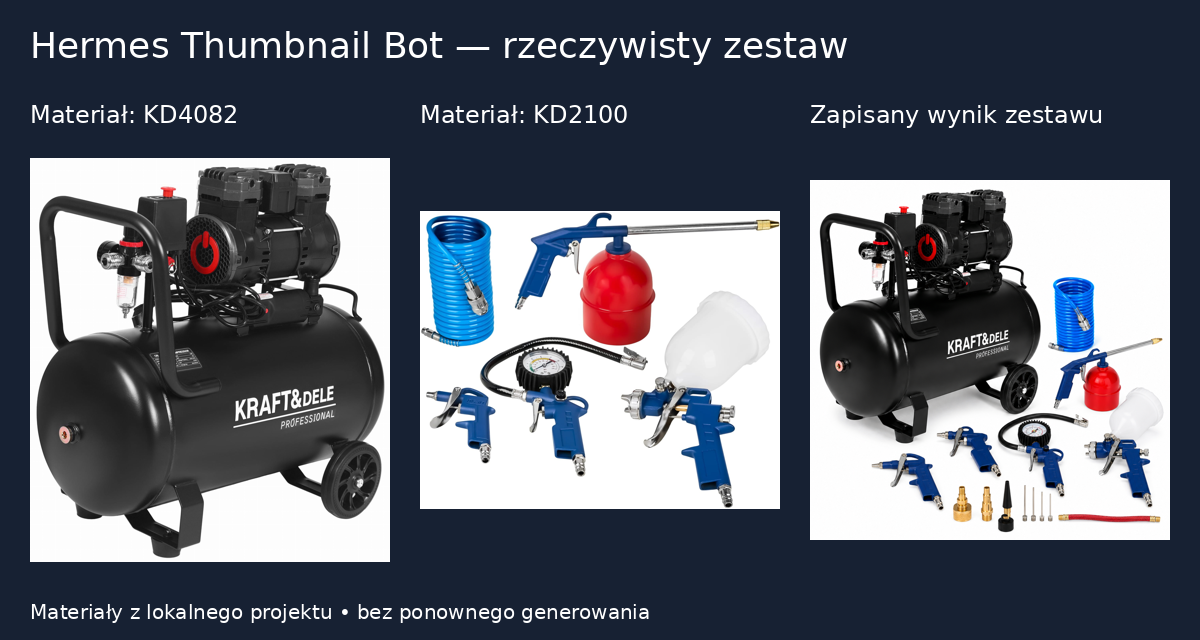 Hermes Thumbnail Bot — rzeczywisty zestaw
Materiał: KD4082
Materiał: KD2100
Zapisany wynik zestawu
KRAFT&DELE
PROFESSIONAL
KRAFT&DELE
PROFESSIONAL
Materiały z lokalnego projektu • bez ponownego generowania